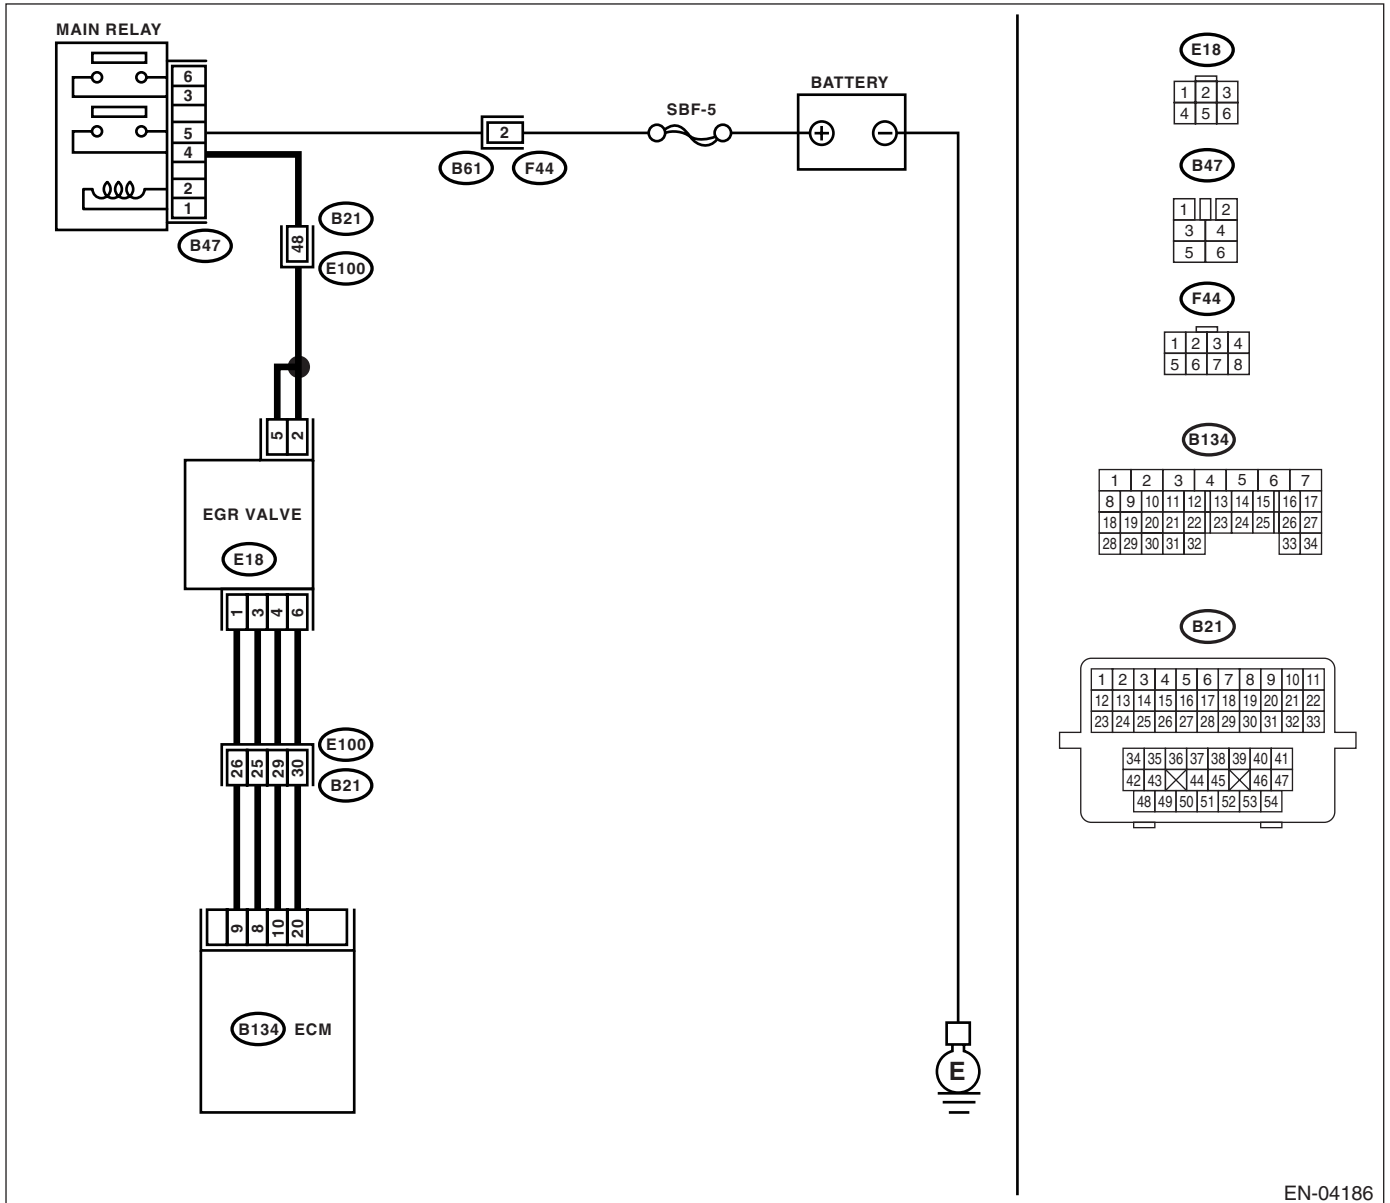 MAIN RELAY
6
3
5
4
2
1
B47
2
B61 F44
SBF-5
BATTERY
+ −
B21
48
E100
5 2
EGR VALVE
E18
1 3 4 6
E100
26 25 29 30
B21
9 8 10 20
B134 ECM
E
E18
1 2 3
4 5 6
B47
1 2
3 4
5 6
F44
1 2 3 4
5 6 7 8
B134
1 2 3 4 5 6 7
8 9 10 11 12 13 14 15 16 17
18 19 20 21 22 23 24 25 26 27
28 29 30 31 32 33 34
B21
1 2 3 4 5 6 7 8 9 10 11
12 13 14 15 16 17 18 19 20 21 22
23 24 25 26 27 28 29 30 31 32 33
34 35 36 37 38 39 40 41
42 43 44 45 46 47
48 49 50 51 52 53 54
EN-04186